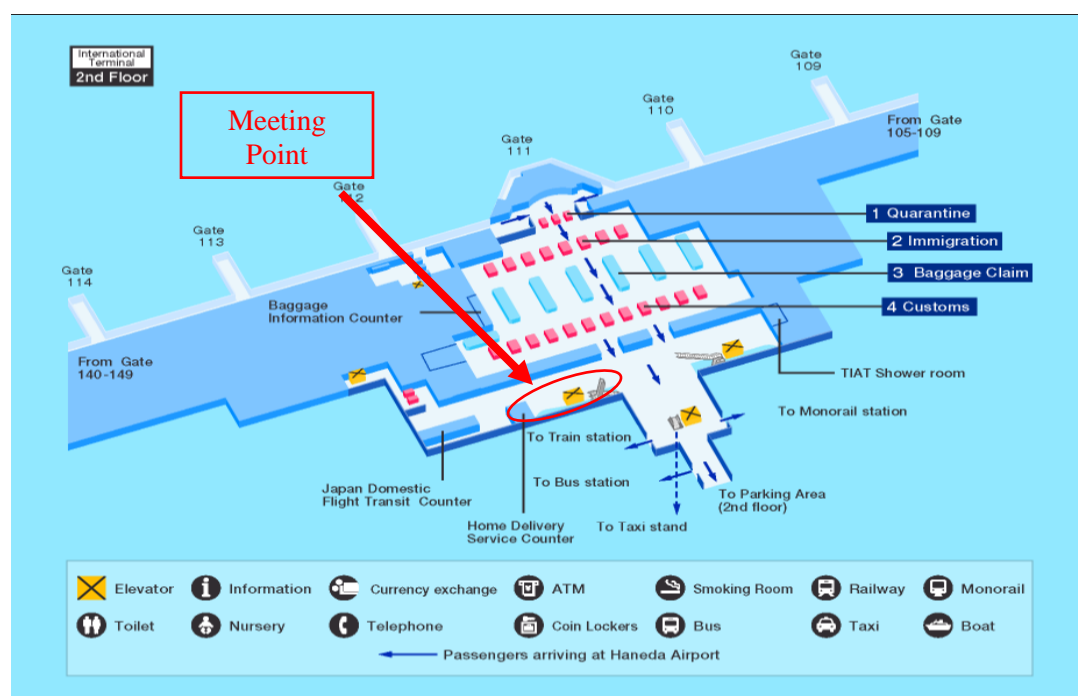 International
Terminal
2nd Floor
Meeting
Point
Gate
109
Gate
110
From Gate
105-109
Gate
111
Gate
112
Gate
113
Gate
114
1 Quarantine
2 Immigration
3 Baggage Claim
4 Customs
Baggage
Information Counter
From Gate
140-149
TIAT Shower room
To Monorail station
To Train station
To Bus station
Japan Domestic
Flight Transit Counter
To Parking Area
(2nd floor)
Home Delivery
Service Counter
To Taxi stand
Elevator
Information
Currency exchange
ATM
Smoking Room
Railway
Monorail
Toilet
Nursery
Telephone
Coin Lockers
Bus
Taxi
Boat
Passengers arriving at Haneda Airport